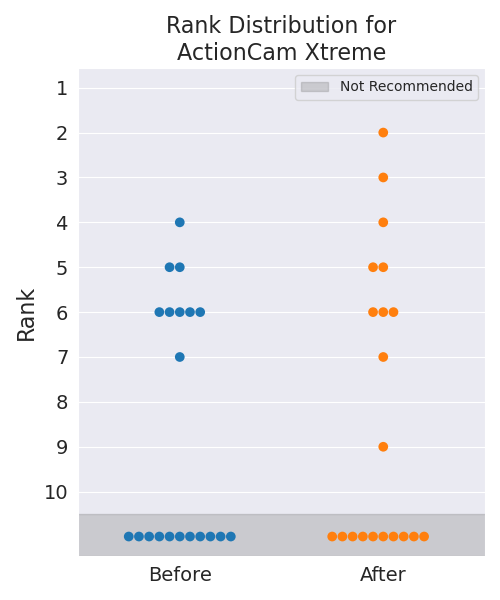 Rank Distribution for
ActionCam Xtreme
Not Recommended
Rank
1
2
3
4
5
6
7
8
9
10
Before
After